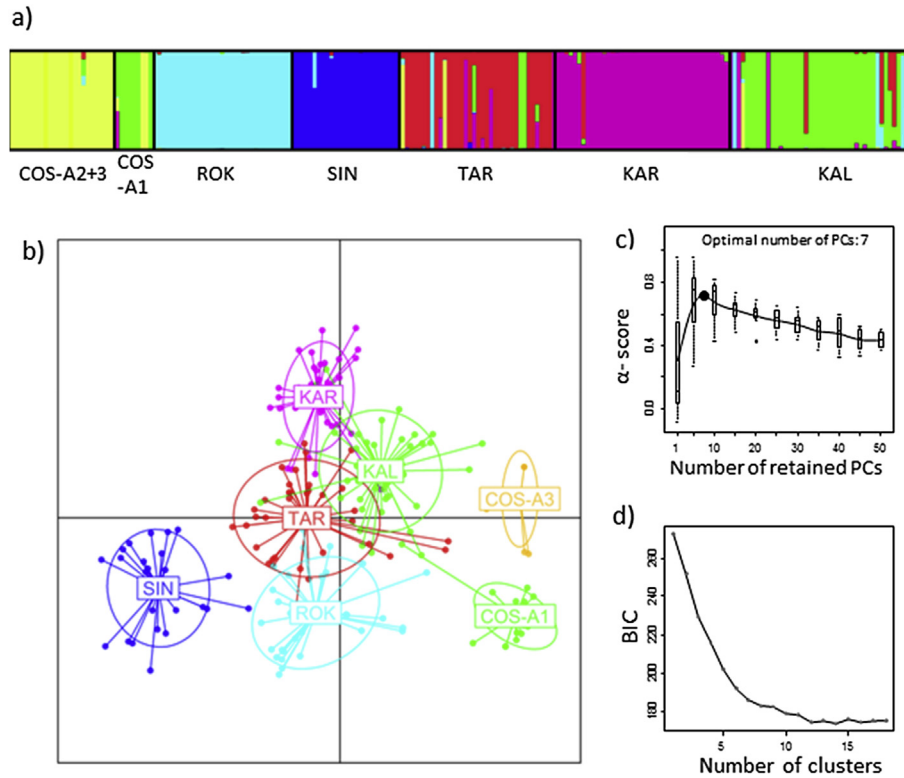 a)
COS-A2+3
COS
-A1
ROK
SIN
TAR
KAR
KAL
b)
KAR
KAL
COS-A3
TAR
SIN
ROK
COS-A1
c)
Optimal number of PCs: 7
α- score
0.8
0.4
0.0
1
10
20
30
40
50
Number of retained PCs
d)
BIC
260
240
220
200
180
5
10
15
Number of clusters